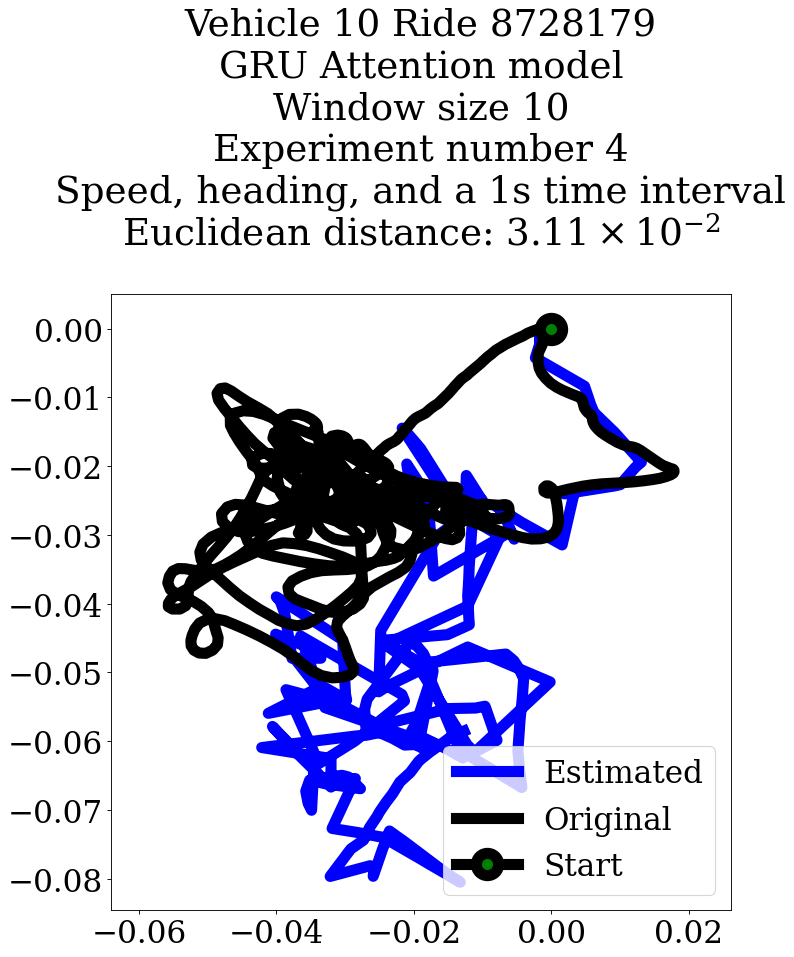 Vehicle 10 Ride 8728179
GRU Attention model
Window size 10
Experiment number 4
Speed, heading, and a 1s time interval
Euclidean distance: 3.11 × 10⁻²
0.00
−0.01
−0.02
−0.03
−0.04
−0.05
−0.06
−0.07
−0.08
Estimated
Original
Start
−0.06
−0.04
−0.02
0.00
0.02